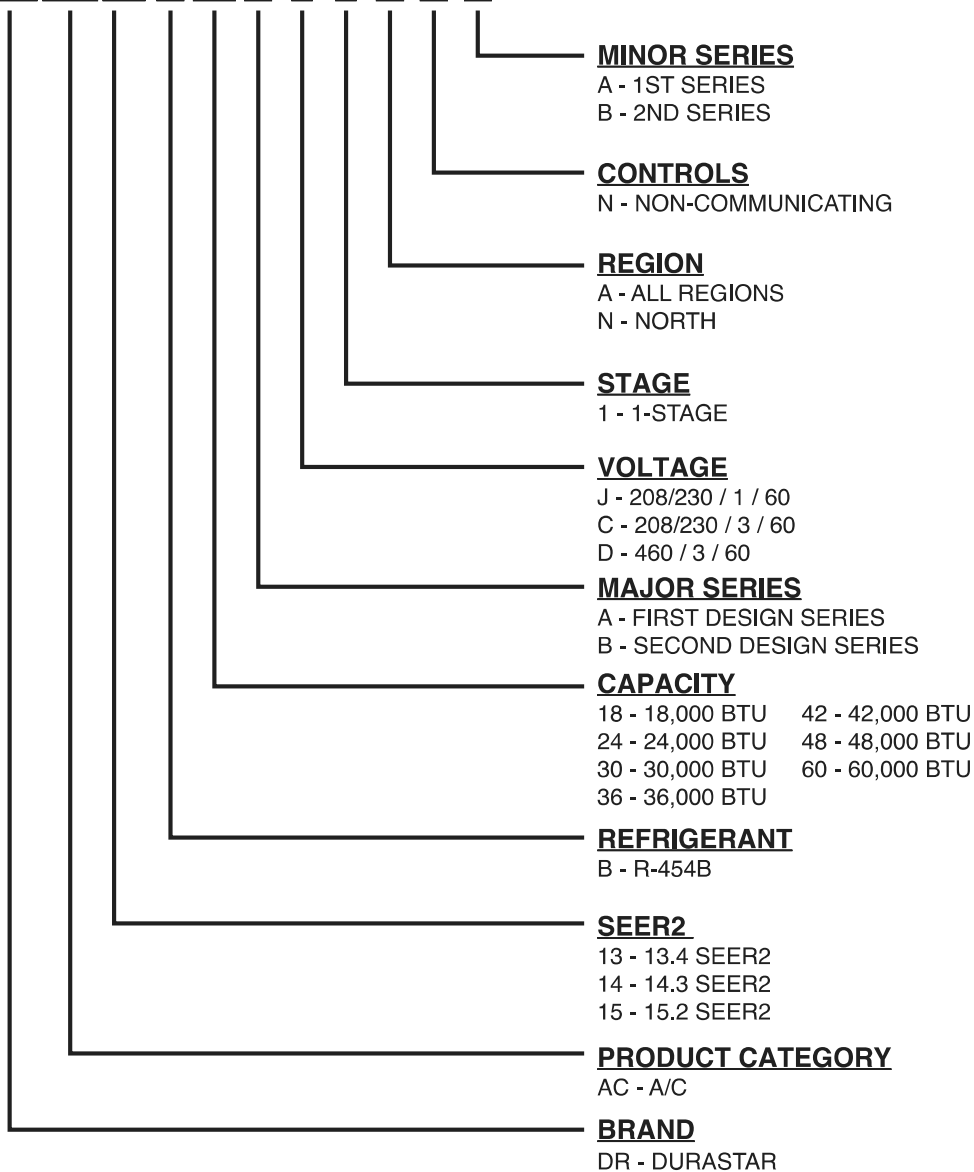 MINOR SERIES
A - 1ST SERIES
B - 2ND SERIES
CONTROLS
N - NON-COMMUNICATING
REGION
A - ALL REGIONS
N - NORTH
STAGE
1 - 1-STAGE
VOLTAGE
J - 208/230 / 1 / 60
C - 208/230 / 3 / 60
D - 460 / 3 / 60
MAJOR SERIES
A - FIRST DESIGN SERIES
B - SECOND DESIGN SERIES
CAPACITY
18 - 18,000 BTU 42 - 42,000 BTU
24 - 24,000 BTU 48 - 48,000 BTU
30 - 30,000 BTU 60 - 60,000 BTU
36 - 36,000 BTU
REFRIGERANT
B - R-454B
SEER2
13 - 13.4 SEER2
14 - 14.3 SEER2
15 - 15.2 SEER2
PRODUCT CATEGORY
AC - A/C
BRAND
DR - DURASTAR